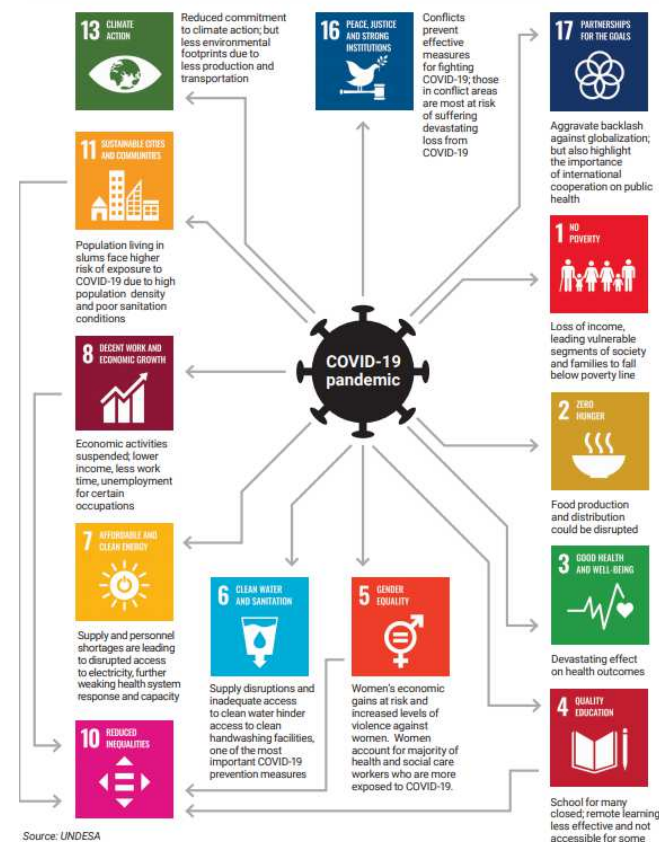 13 CLIMATE
ACTION
Reduced commitment
to climate action; but
less environmental
footprints due to
less production and
transportation
16 PEACE, JUSTICE
AND STRONG
INSTITUTIONS
Conflicts
prevent
effective
measures
for fighting
COVID-19; those
in conflict areas
are most at risk
of suffering
devastating
loss from
COVID-19
17 PARTNERSHIPS
FOR THE GOALS
Aggravate backlash
against globalization;
but also highlight
the importance
of international
cooperation on public
health
11 SUSTAINABLE CITIES
AND COMMUNITIES
Population living in
slums face higher
risk of exposure to
COVID-19 due to high
population density
and poor sanitation
conditions
1 NO
POVERTY
Loss of income,
leading vulnerable
segments of society
and families to fall
below poverty line
COVID-19
pandemic
8 DECENT WORK AND
ECONOMIC GROWTH
Economic activities
suspended; lower
income, less work
time, unemployment
for certain
occupations
2 ZERO
HUNGER
Food production
and distribution
could be disrupted
7 AFFORDABLE AND
CLEAN ENERGY
Supply and personnel
shortages are leading
to disrupted access
to electricity, further
weaking health system
response and capacity
6 CLEAN WATER
AND SANITATION
Supply disruptions and
inadequate access
to clean water hinder
access to clean
handwashing facilities,
one of the most
important COVID-19
prevention measures
5 GENDER
EQUALITY
Women's economic
gains at risk and
increased levels of
violence against
women. Women
account for majority of
health and social care
workers who are more
exposed to COVID-19.
3 GOOD HEALTH
AND WELL-BEING
Devastating effect
on health outcomes
4 QUALITY
EDUCATION
School for many
closed; remote learning
less effective and not
accessible for some
10 REDUCED
INEQUALITIES
Source: UNDESA